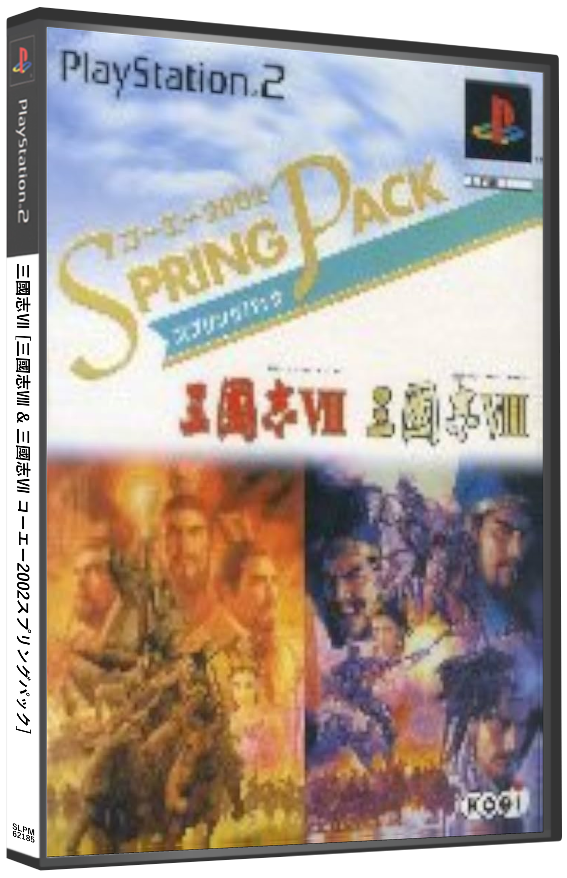 PlayStation.2
三國志Ⅶ [三國志Ⅷ & 三國志Ⅶ コーエー2002スプリングパック]
SLPM
62185
PlayStation.2
コーエー2002
SPRING PACK
スプリングパック
三國志Ⅶ 三國志Ⅷ
KOEI